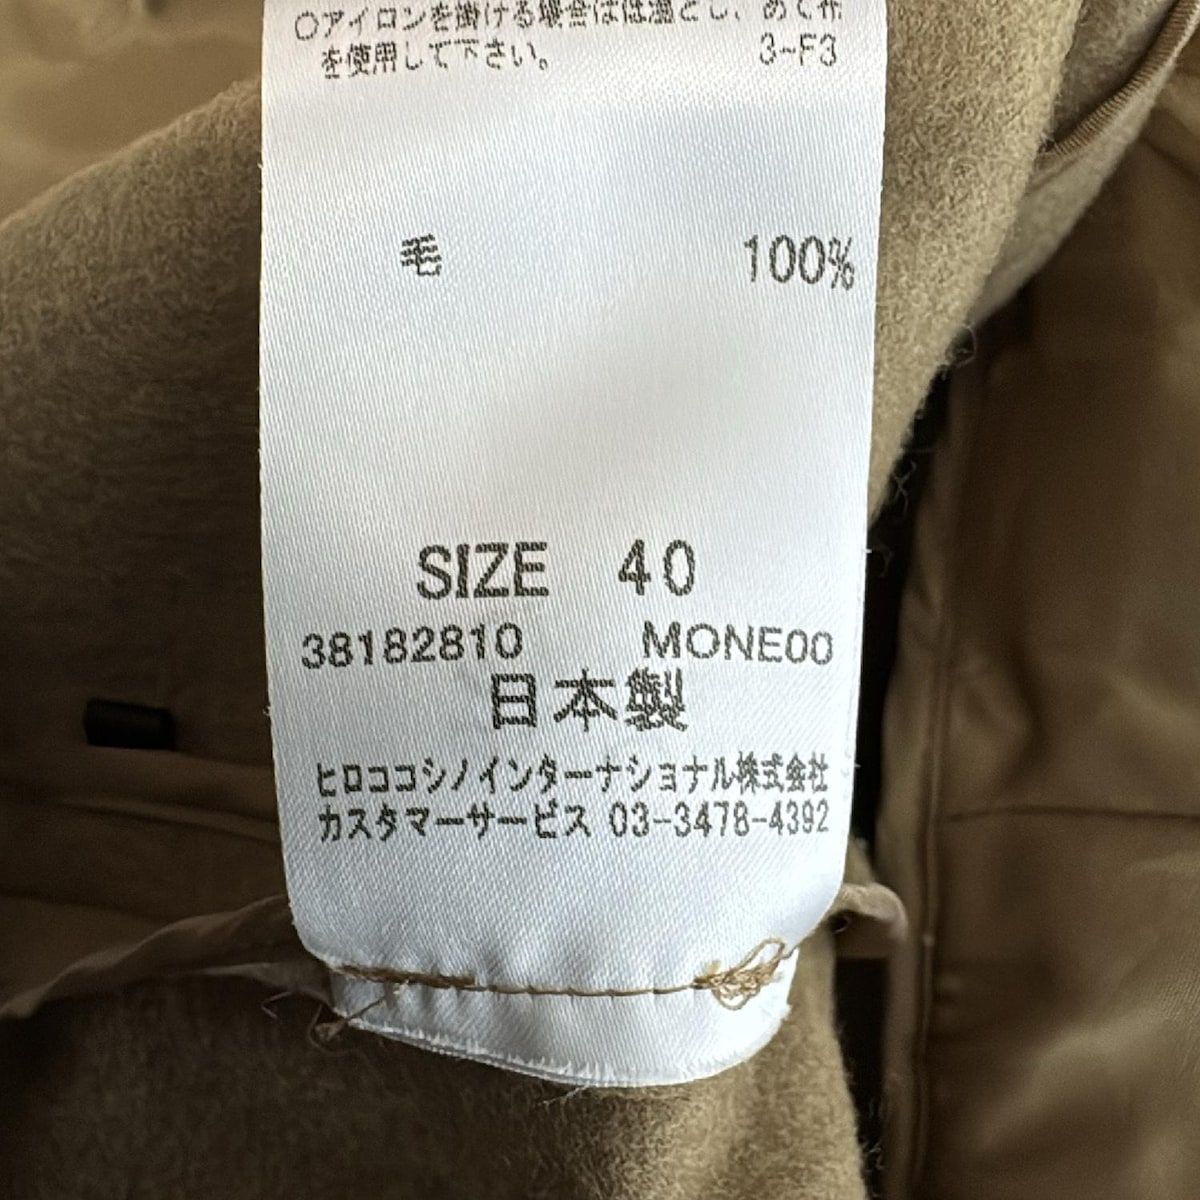 ○アイロンを掛ける場合は低温とし、あて布
を使用して下さい。 3-F3
毛 100%
SIZE 40
38182810 MONE00
日本製
ヒロココシノインターナショナル株式会社
カスタマーサービス 03-3478-4392